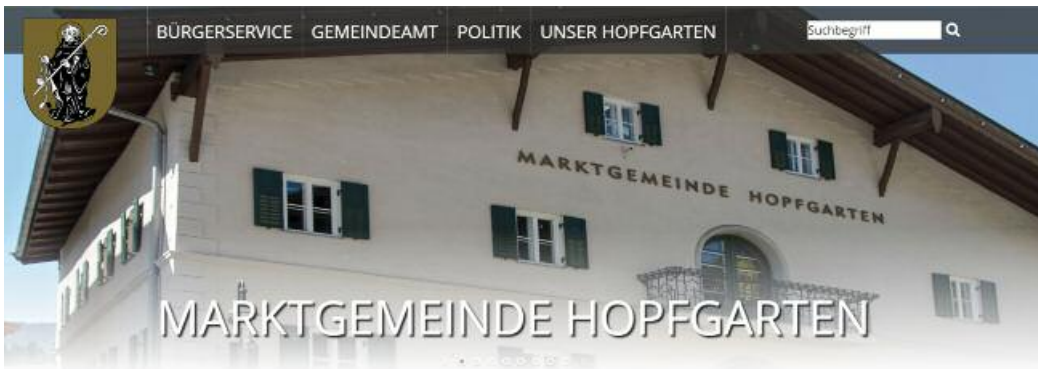 BÜRGERSERVICE GEMEINDEAMT POLITIK UNSER HOPFGARTEN Suchbegriff
MARKTGEMEINDE HOPFGARTEN
MARKTGEMEINDE HOPFGARTEN